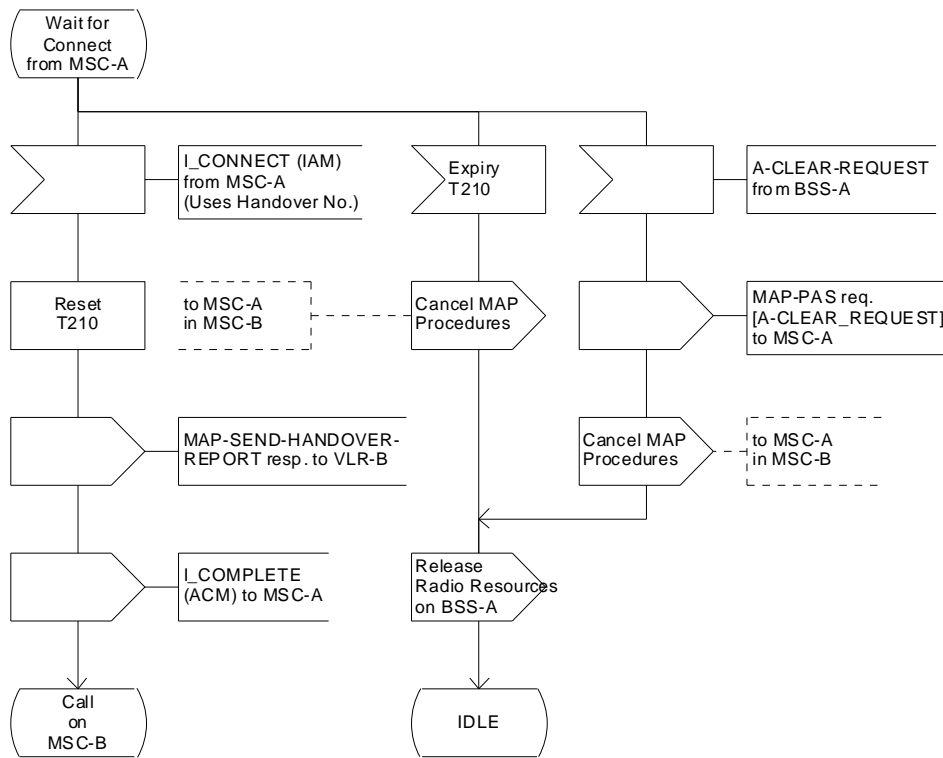 Wait for
Connect
from MSC-A
I_CONNECT (IAM)
from MSC-A
(Uses Handover No.)
Expiry
T210
A-CLEAR-REQUEST
from BSS-A
Reset
T210
to MSC-A
in MSC-B
Cancel MAP
Procedures
MAP-PAS req.
[A-CLEAR_REQUEST]
to MSC-A
MAP-SEND-HANDOVER-
REPORT resp. to VLR-B
Cancel MAP
Procedures
to MSC-A
in MSC-B
I_COMPLETE
(ACM) to MSC-A
Release
Radio Resources
on BSS-A
Call
on
MSC-B
IDLE